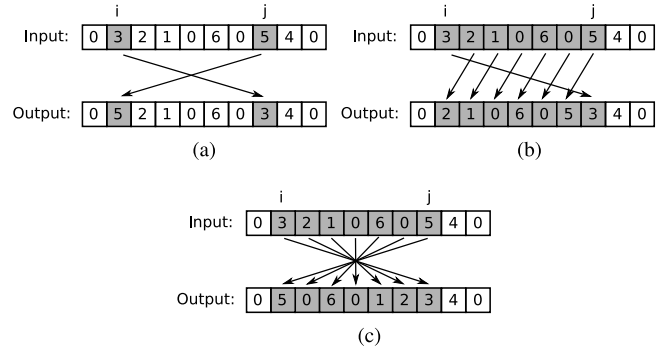 i j
Input: 0 3 2 1 0 6 0 5 4 0
Output: 0 5 2 1 0 6 0 3 4 0
(a)
i j
Input: 0 3 2 1 0 6 0 5 4 0
Output: 0 2 1 0 6 0 5 3 4 0
(b)
i j
Input: 0 3 2 1 0 6 0 5 4 0
Output: 0 5 0 6 0 1 2 3 4 0
(c)